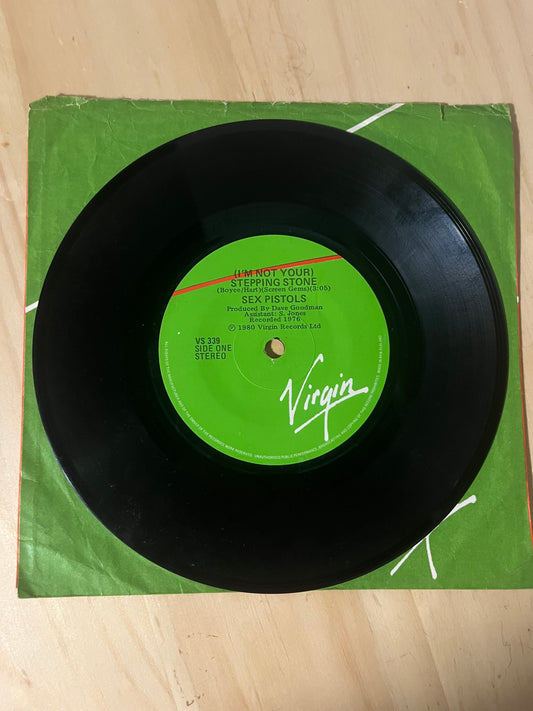 (I'M NOT YOUR)
STEPPING STONE
(Boyce/Hart)(Screen Gems)(3:05)
SEX PISTOLS
Produced By Dave Goodman
Assistant: S. Jones
Recorded 1976
℗ © 1980 Virgin Records Ltd
VS 339
SIDE ONE
STEREO
Virgin